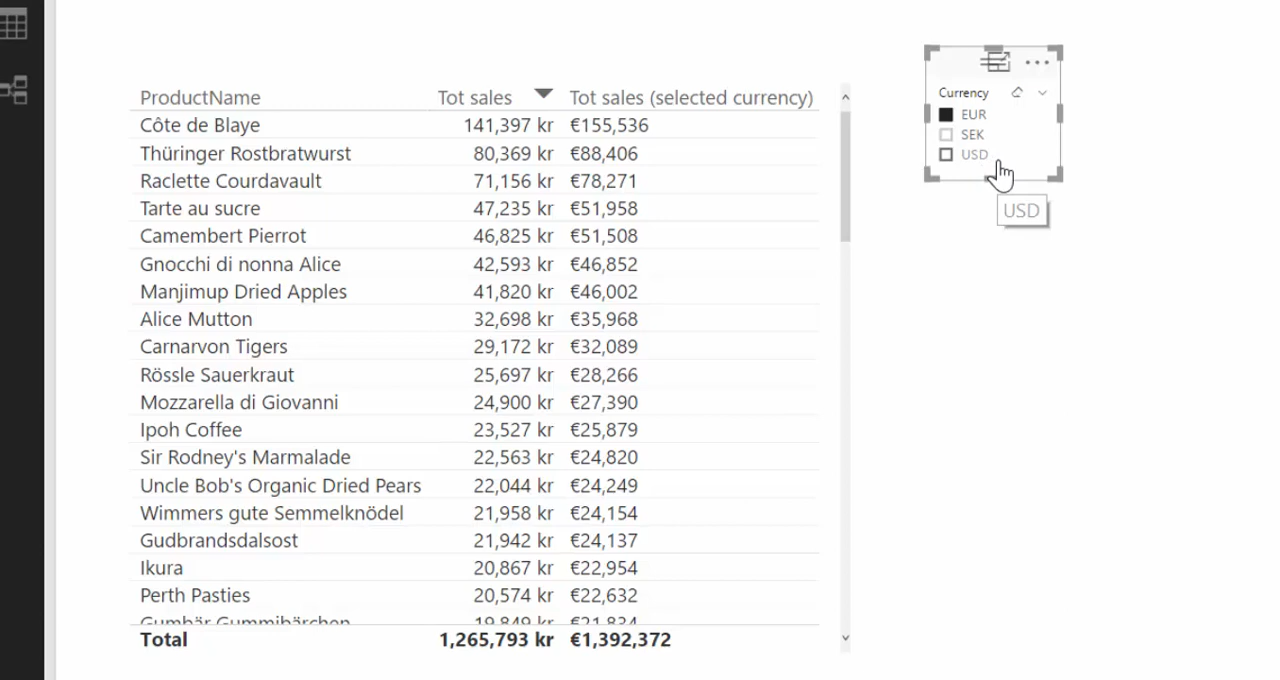 ProductName Tot sales Tot sales (selected currency)
Côte de Blaye 141,397 kr €155,536
Thüringer Rostbratwurst 80,369 kr €88,406
Raclette Courdavault 71,156 kr €78,271
Tarte au sucre 47,235 kr €51,958
Camembert Pierrot 46,825 kr €51,508
Gnocchi di nonna Alice 42,593 kr €46,852
Manjimup Dried Apples 41,820 kr €46,002
Alice Mutton 32,698 kr €35,968
Carnarvon Tigers 29,172 kr €32,089
Rössle Sauerkraut 25,697 kr €28,266
Mozzarella di Giovanni 24,900 kr €27,390
Ipoh Coffee 23,527 kr €25,879
Sir Rodney's Marmalade 22,563 kr €24,820
Uncle Bob's Organic Dried Pears 22,044 kr €24,249
Wimmers gute Semmelknödel 21,958 kr €24,154
Gudbrandsdalsost 21,942 kr €24,137
Ikura 20,867 kr €22,954
Perth Pasties 20,574 kr €22,632
Gumbär Gummibärchen 19,849 kr €21,834
Total 1,265,793 kr €1,392,372
Currency
EUR
SEK
USD
USD